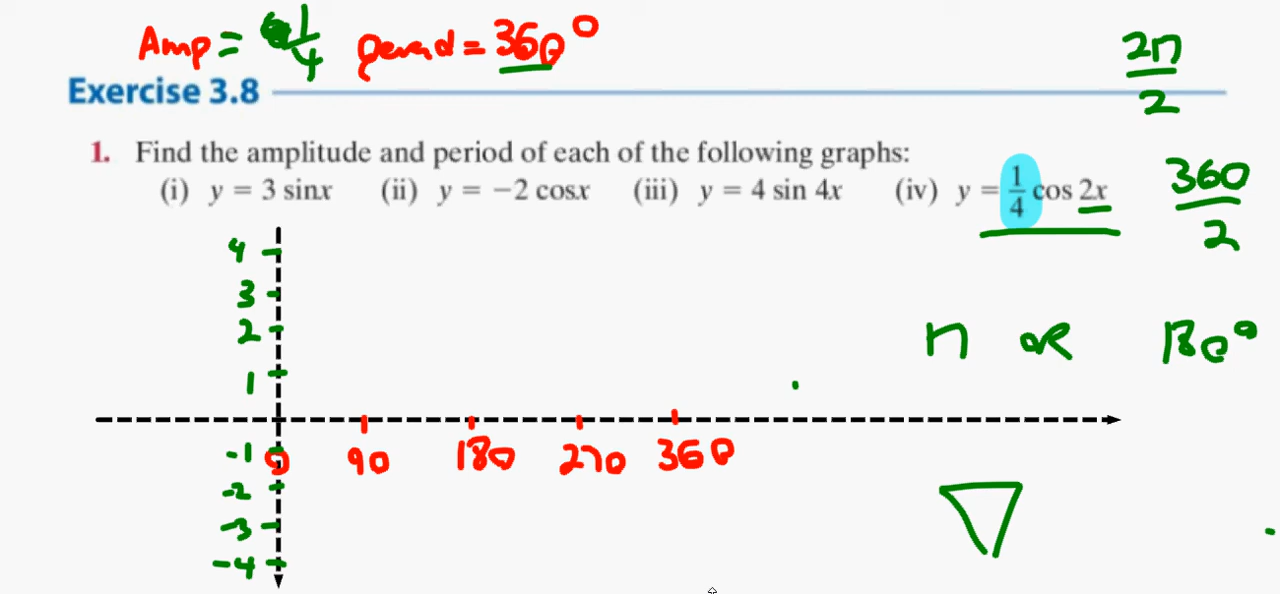 Amp = 1/4 period = 360°
2π/2
Exercise 3.8
1. Find the amplitude and period of each of the following graphs:
(i) y = 3 sinx (ii) y = −2 cosx (iii) y = 4 sin 4x (iv) y = 1/4 cos 2x
360/2
4
3
2
π or 180°
1
-1 0 90 180 270 360
-2
-3
-4